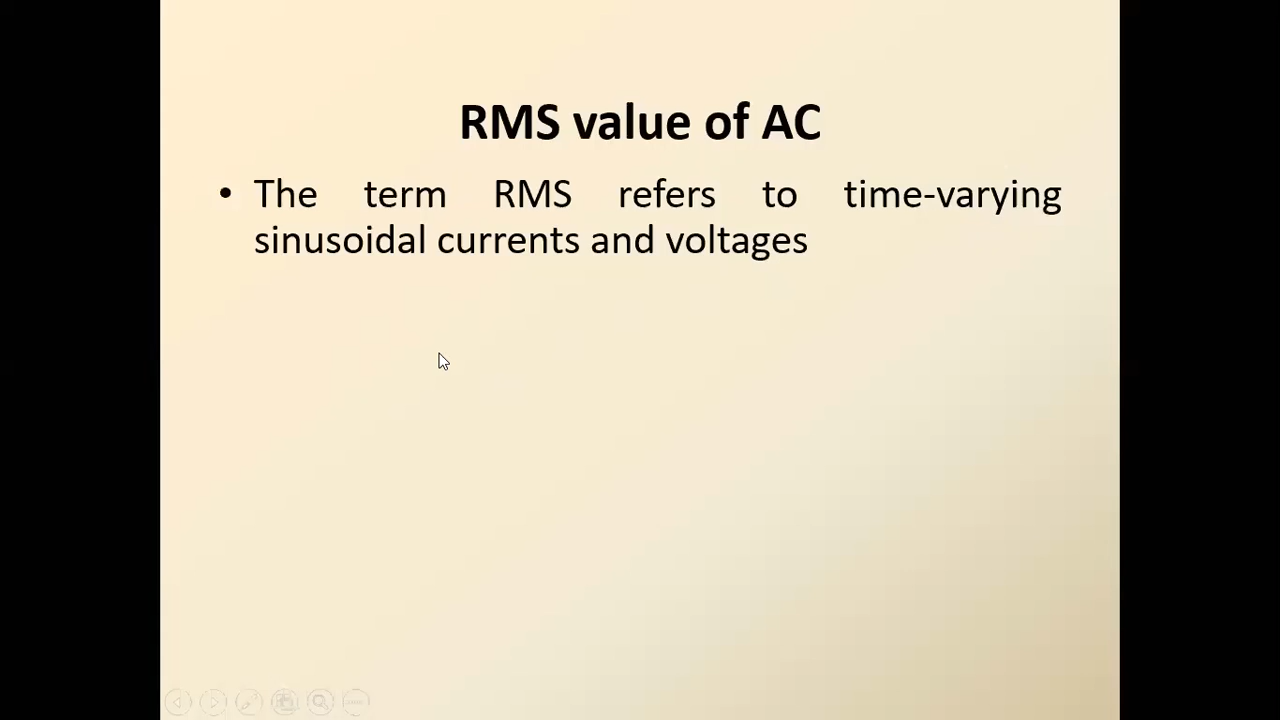 RMS value of AC
• The term RMS refers to time-varying
sinusoidal currents and voltages